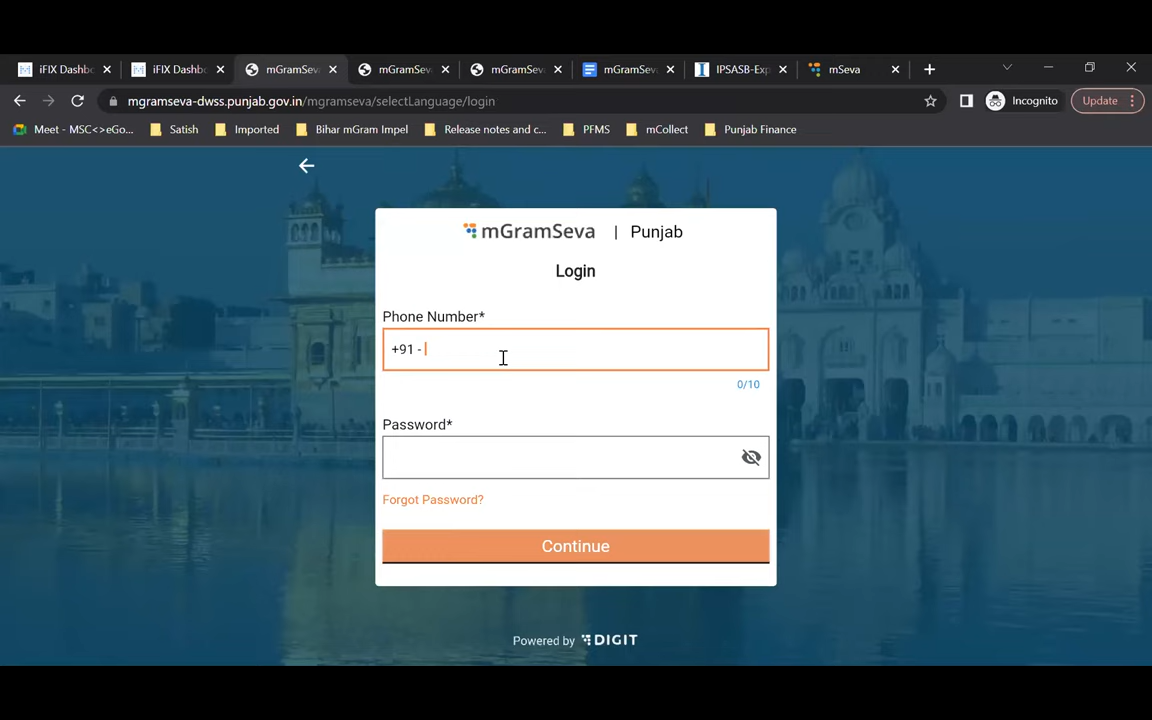 iFIX Dashbo
iFIX Dashb
mGramSeva
mGramSev
mGramSev
mGramSev
IPSASB-Exp
mSeva
mgramseva-dwss.punjab.gov.in/mgramseva/selectLanguage/login
Incognito
Update
Meet - MSC<>eGo...
Satish
Imported
Bihar mGram Impel
Release notes and c...
PFMS
mCollect
Punjab Finance
mGramSeva | Punjab
Login
Phone Number*
+91 -
0/10
Password*
Forgot Password?
Continue
Powered by DIGIT